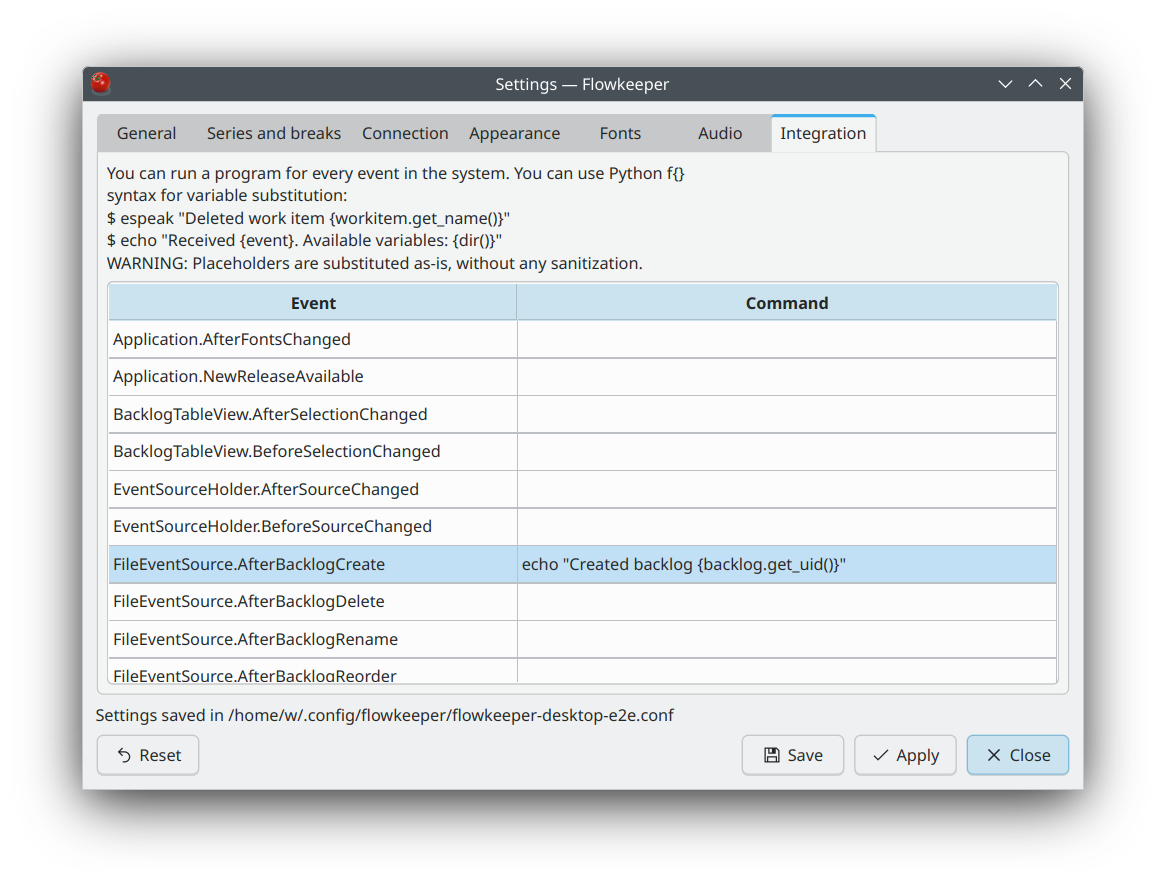 Settings — Flowkeeper
General Series and breaks Connection Appearance Fonts Audio Integration
You can run a program for every event in the system. You can use Python f{}
syntax for variable substitution:
$ espeak "Deleted work item {workitem.get_name()}"
$ echo "Received {event}. Available variables: {dir()}"
WARNING: Placeholders are substituted as-is, without any sanitization.
Event Command
Application.AfterFontsChanged
Application.NewReleaseAvailable
BacklogTableView.AfterSelectionChanged
BacklogTableView.BeforeSelectionChanged
EventSourceHolder.AfterSourceChanged
EventSourceHolder.BeforeSourceChanged
FileEventSource.AfterBacklogCreate echo "Created backlog {backlog.get_uid()}"
FileEventSource.AfterBacklogDelete
FileEventSource.AfterBacklogRename
FileEventSource.AfterBacklogReorder
Settings saved in /home/w/.config/flowkeeper/flowkeeper-desktop-e2e.conf
Reset Save Apply Close